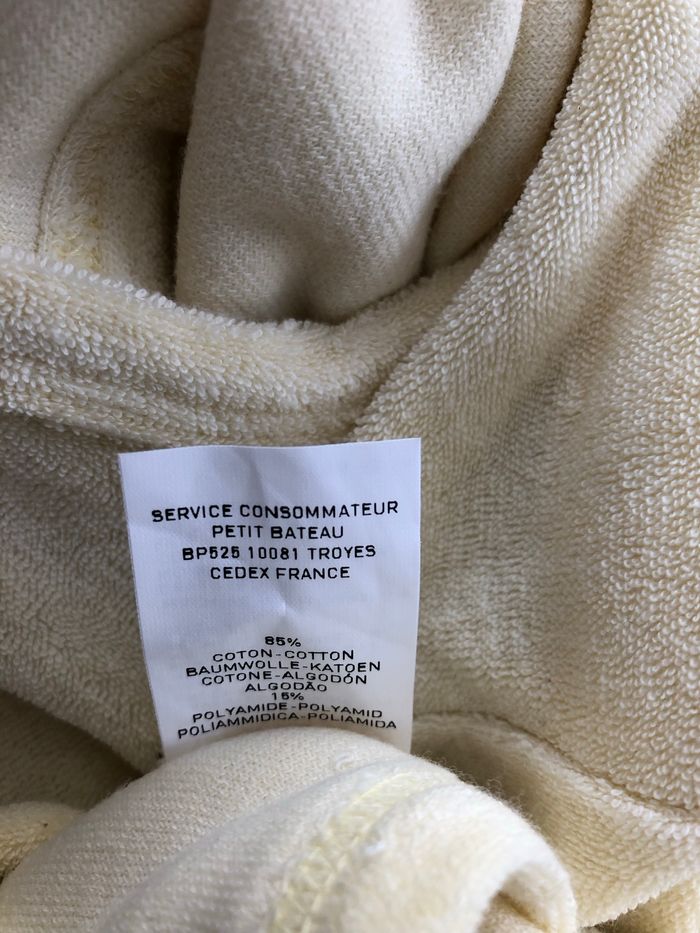 SERVICE CONSOMMATEUR
PETIT BATEAU
BP525 10081 TROYES
CEDEX FRANCE
85%
COTON-COTTON
BAUMWOLLE-KATOEN
COTONE-ALGODÓN
ALGODÃO
15%
POLYAMIDE-POLYAMID
POLIAMMIDICA-POLIAMIDA